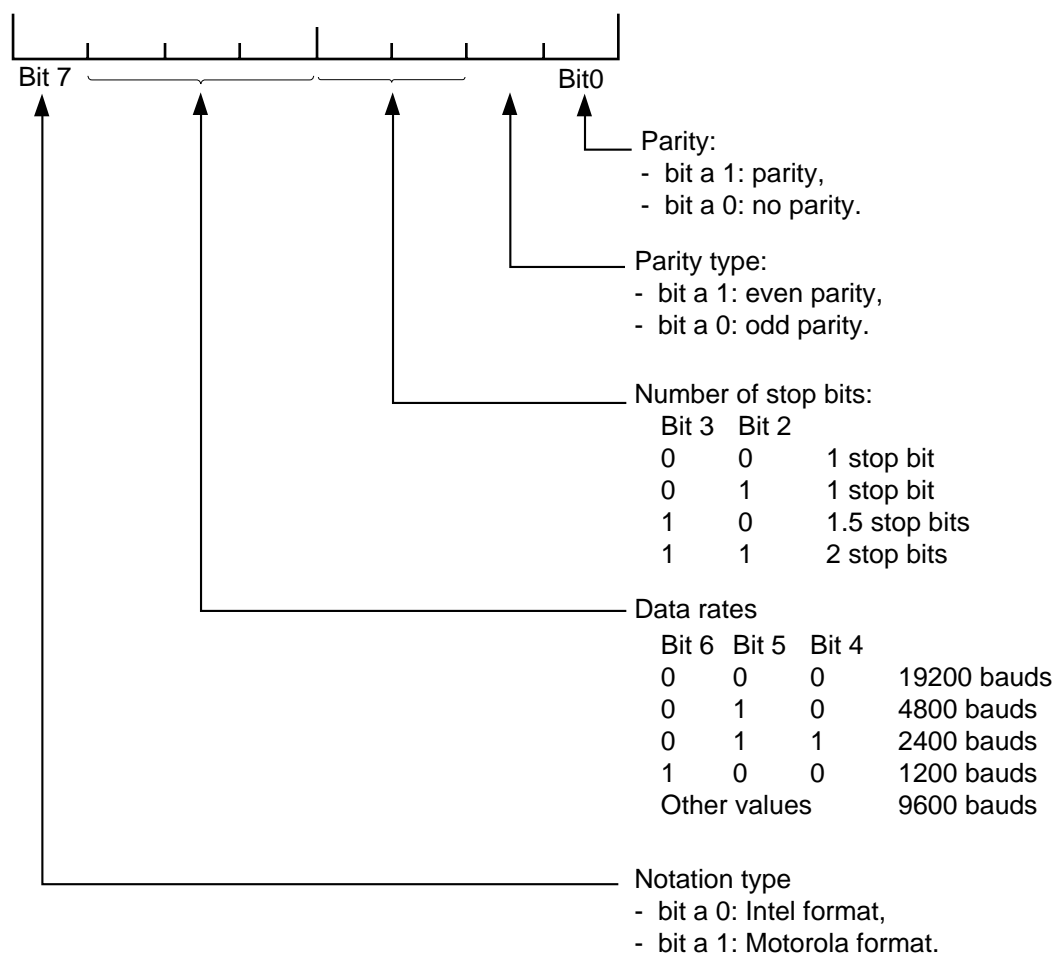 Bit 7 Bit0
Parity:
- bit a 1: parity,
- bit a 0: no parity.
Parity type:
- bit a 1: even parity,
- bit a 0: odd parity.
Number of stop bits:
Bit 3 Bit 2
0 0 1 stop bit
0 1 1 stop bit
1 0 1.5 stop bits
1 1 2 stop bits
Data rates
Bit 6 Bit 5 Bit 4
0 0 0 19200 bauds
0 1 0 4800 bauds
0 1 1 2400 bauds
1 0 0 1200 bauds
Other values 9600 bauds
Notation type
- bit a 0: Intel format,
- bit a 1: Motorola format.